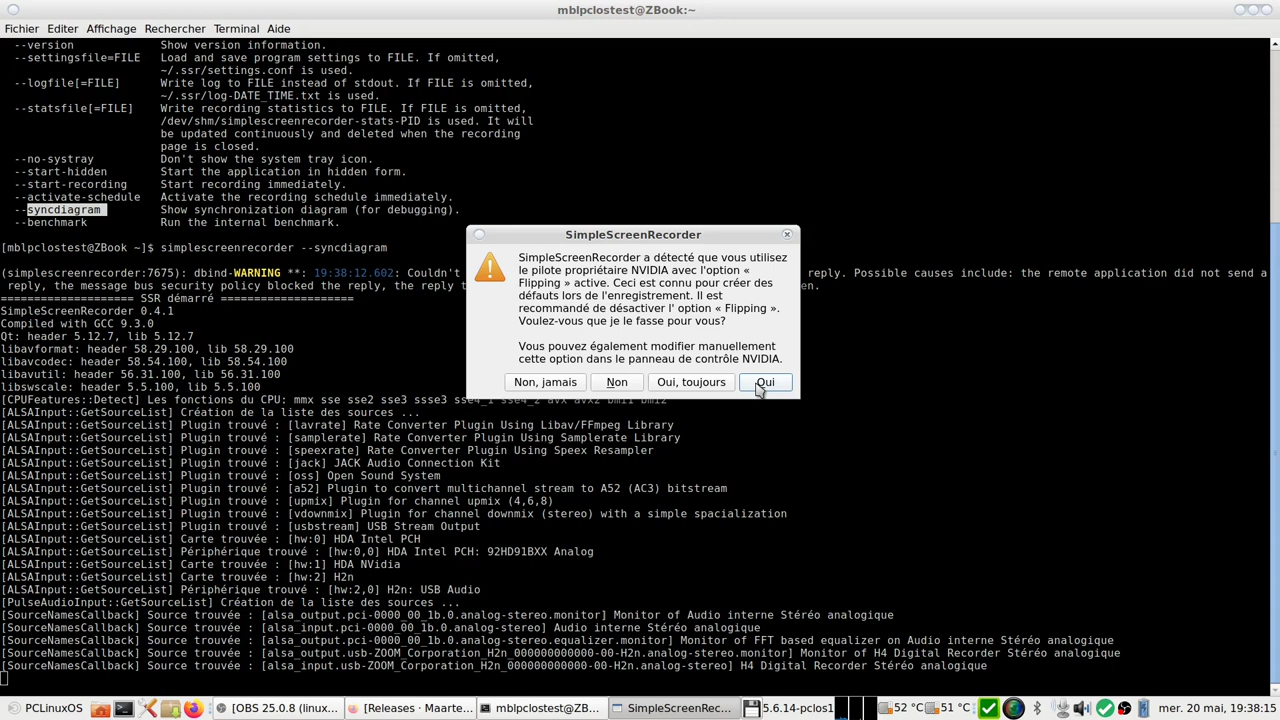 mblpclostest@ZBook:~
Fichier Editer Affichage Rechercher Terminal Aide
--version Show version information.
--settingsfile=FILE Load and save program settings to FILE. If omitted,
~/.ssr/settings.conf is used.
--logfile[=FILE] Write log to FILE instead of stdout. If FILE is omitted,
~/.ssr/log-DATE_TIME.txt is used.
--statsfile[=FILE] Write recording statistics to FILE. If FILE is omitted,
/dev/shm/simplescreenrecorder-stats-PID is used. It will
be updated continuously and deleted when the recording
page is closed.
--no-systray Don't show the system tray icon.
--start-hidden Start the application in hidden form.
--start-recording Start recording immediately.
--activate-schedule Activate the recording schedule immediately.
--syncdiagram Show synchronization diagram (for debugging).
--benchmark Run the internal benchmark.
[mblpclostest@ZBook ~]$ simplescreenrecorder --syncdiagram
(simplescreenrecorder:7675): dbind-WARNING **: 19:38:12.602: Couldn't reply. Possible causes include: the remote application did not send a
reply, the message bus security policy blocked the reply, the reply t en.
=================== SSR démarré ====================
SimpleScreenRecorder 0.4.1
Compiled with GCC 9.3.0
Qt: header 5.12.7, lib 5.12.7
libavformat: header 58.29.100, lib 58.29.100
libavcodec: header 58.54.100, lib 58.54.100
libavutil: header 56.31.100, lib 56.31.100
libswscale: header 5.5.100, lib 5.5.100
[CPUFeatures::Detect] Les fonctions du CPU: mmx sse sse2 sse3 ssse3 sse4_1 sse4_2 avx avx2 bmi1 bmi2
[ALSAInput::GetSourceList] Création de la liste des sources ...
[ALSAInput::GetSourceList] Plugin trouvé : [lavrate] Rate Converter Plugin Using Libav/FFmpeg Library
[ALSAInput::GetSourceList] Plugin trouvé : [samplerate] Rate Converter Plugin Using Samplerate Library
[ALSAInput::GetSourceList] Plugin trouvé : [speexrate] Rate Converter Plugin Using Speex Resampler
[ALSAInput::GetSourceList] Plugin trouvé : [jack] JACK Audio Connection Kit
[ALSAInput::GetSourceList] Plugin trouvé : [oss] Open Sound System
[ALSAInput::GetSourceList] Plugin trouvé : [a52] Plugin to convert multichannel stream to A52 (AC3) bitstream
[ALSAInput::GetSourceList] Plugin trouvé : [upmix] Plugin for channel upmix (4,6,8)
[ALSAInput::GetSourceList] Plugin trouvé : [vdownmix] Plugin for channel downmix (stereo) with a simple spacialization
[ALSAInput::GetSourceList] Plugin trouvé : [usbstream] USB Stream Output
[ALSAInput::GetSourceList] Carte trouvée : [hw:0] HDA Intel PCH
[ALSAInput::GetSourceList] Périphérique trouvé : [hw:0,0] HDA Intel PCH: 92HD91BXX Analog
[ALSAInput::GetSourceList] Carte trouvée : [hw:1] HDA NVidia
[ALSAInput::GetSourceList] Carte trouvée : [hw:2] H2n
[ALSAInput::GetSourceList] Périphérique trouvé : [hw:2,0] H2n: USB Audio
[PulseAudioInput::GetSourceList] Création de la liste des sources ...
[SourceNamesCallback] Source trouvée : [alsa_output.pci-0000_00_1b.0.analog-stereo.monitor] Monitor of Audio interne Stéréo analogique
[SourceNamesCallback] Source trouvée : [alsa_input.pci-0000_00_1b.0.analog-stereo] Audio interne Stéréo analogique
[SourceNamesCallback] Source trouvée : [alsa_output.pci-0000_00_1b.0.analog-stereo.equalizer.monitor] Monitor of FFT based equalizer on Audio interne Stéréo analogique
[SourceNamesCallback] Source trouvée : [alsa_output.usb-ZOOM_Corporation_H2n_000000000000-00-H2n.analog-stereo.monitor] Monitor of H4 Digital Recorder Stéréo analogique
[SourceNamesCallback] Source trouvée : [alsa_input.usb-ZOOM_Corporation_H2n_000000000000-00-H2n.analog-stereo] H4 Digital Recorder Stéréo analogique
SimpleScreenRecorder
SimpleScreenRecorder a détecté que vous utilisez
le pilote propriétaire NVIDIA avec l'option «
Flipping » active. Ceci est connu pour créer des
défauts lors de l'enregistrement. Il est
recommandé de désactiver l' option « Flipping ».
Voulez-vous que je le fasse pour vous?
Vous pouvez également modifier manuellement
cette option dans le panneau de contrôle NVIDIA.
Non, jamais Non Oui, toujours Oui
PCLinuxOS [OBS 25.0.8 (linux... [Releases · Maarte... mblpclostest@ZB... SimpleScreenRec... 5.6.14-pclos1 52 °C 51 °C mer. 20 mai, 19:38:15